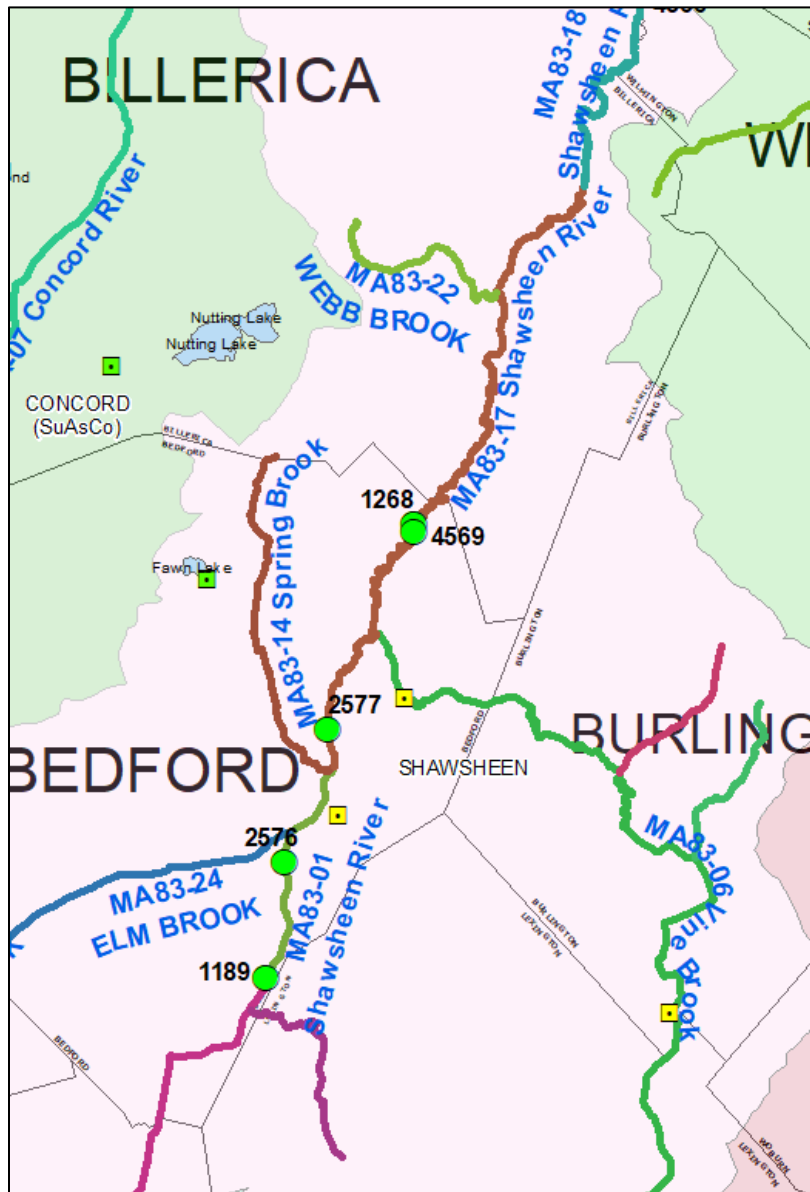 BILLERICA
MA83-18
Shawsheen R
WILMINGTON
BILLERICA
WI
nd
-07 Concord River
MA83-22
WEBB BROOK
MA83-17 Shawsheen River
Nutting Lake
Nutting Lake
CONCORD
(SuAsCo)
BILLERICA
BEDFORD
BILLERICA
BURLINGTON
MA83-14 Spring Brook
1268
4569
Fawn Lake
BURLINGTON
BEDFORD
2577
BEDFORD
SHAWSHEEN
BURLING
2576
MA83-24
ELM BROOK
MA83-01
Shawsheen River
MA83-06 Vine Brook
BURLINGTON
LEXINGTON
1189
LEXINGTON
BEDFORD
WOBURN
LEXINGTON